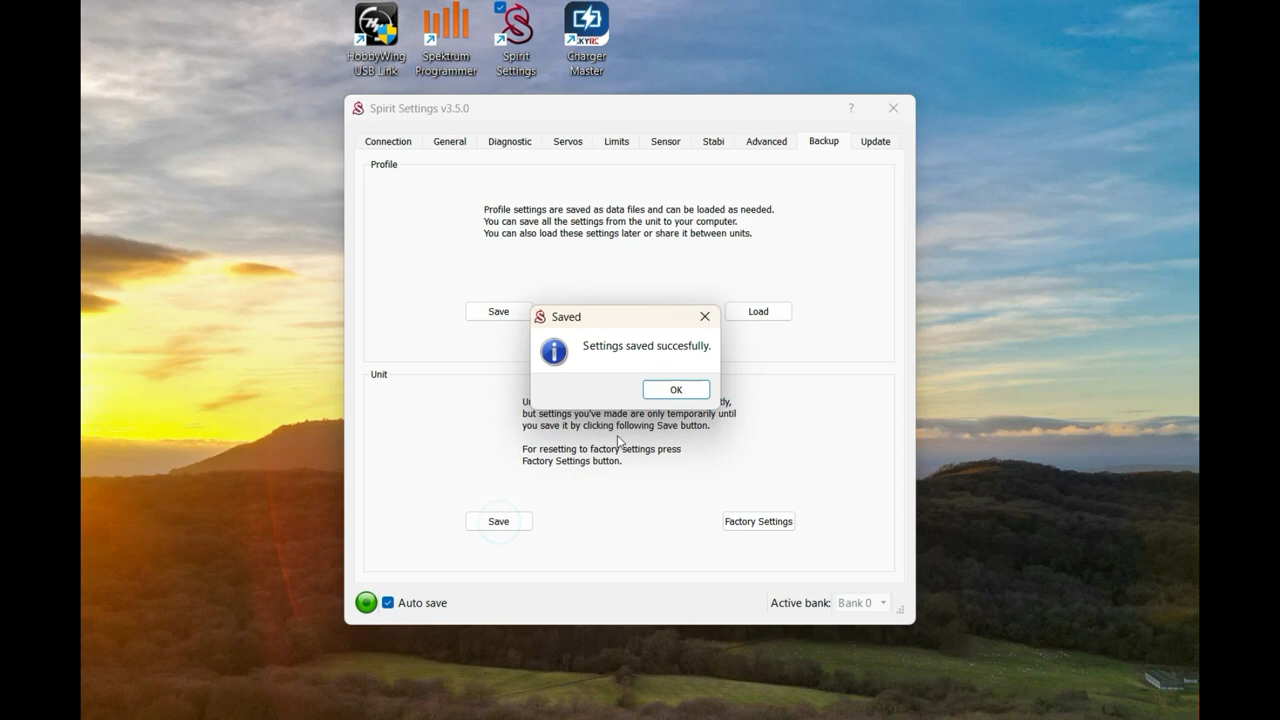 HobbyWing
USB Link
Spektrum
Programmer
Spirit
Settings
SKYRC
Charger
Master
Spirit Settings v3.5.0
?
Connection
General
Diagnostic
Servos
Limits
Sensor
Stabi
Advanced
Backup
Update
Profile
Profile settings are saved as data files and can be loaded as needed.
You can save all the settings from the unit to your computer.
You can also load these settings later or share it between units.
Save
Load
Saved
Settings saved succesfully.
OK
Unit
but settings you've made are only temporarily until
you save it by clicking following Save button.
For resetting to factory settings press
Factory Settings button.
Save
Factory Settings
Auto save
Active bank: Bank 0